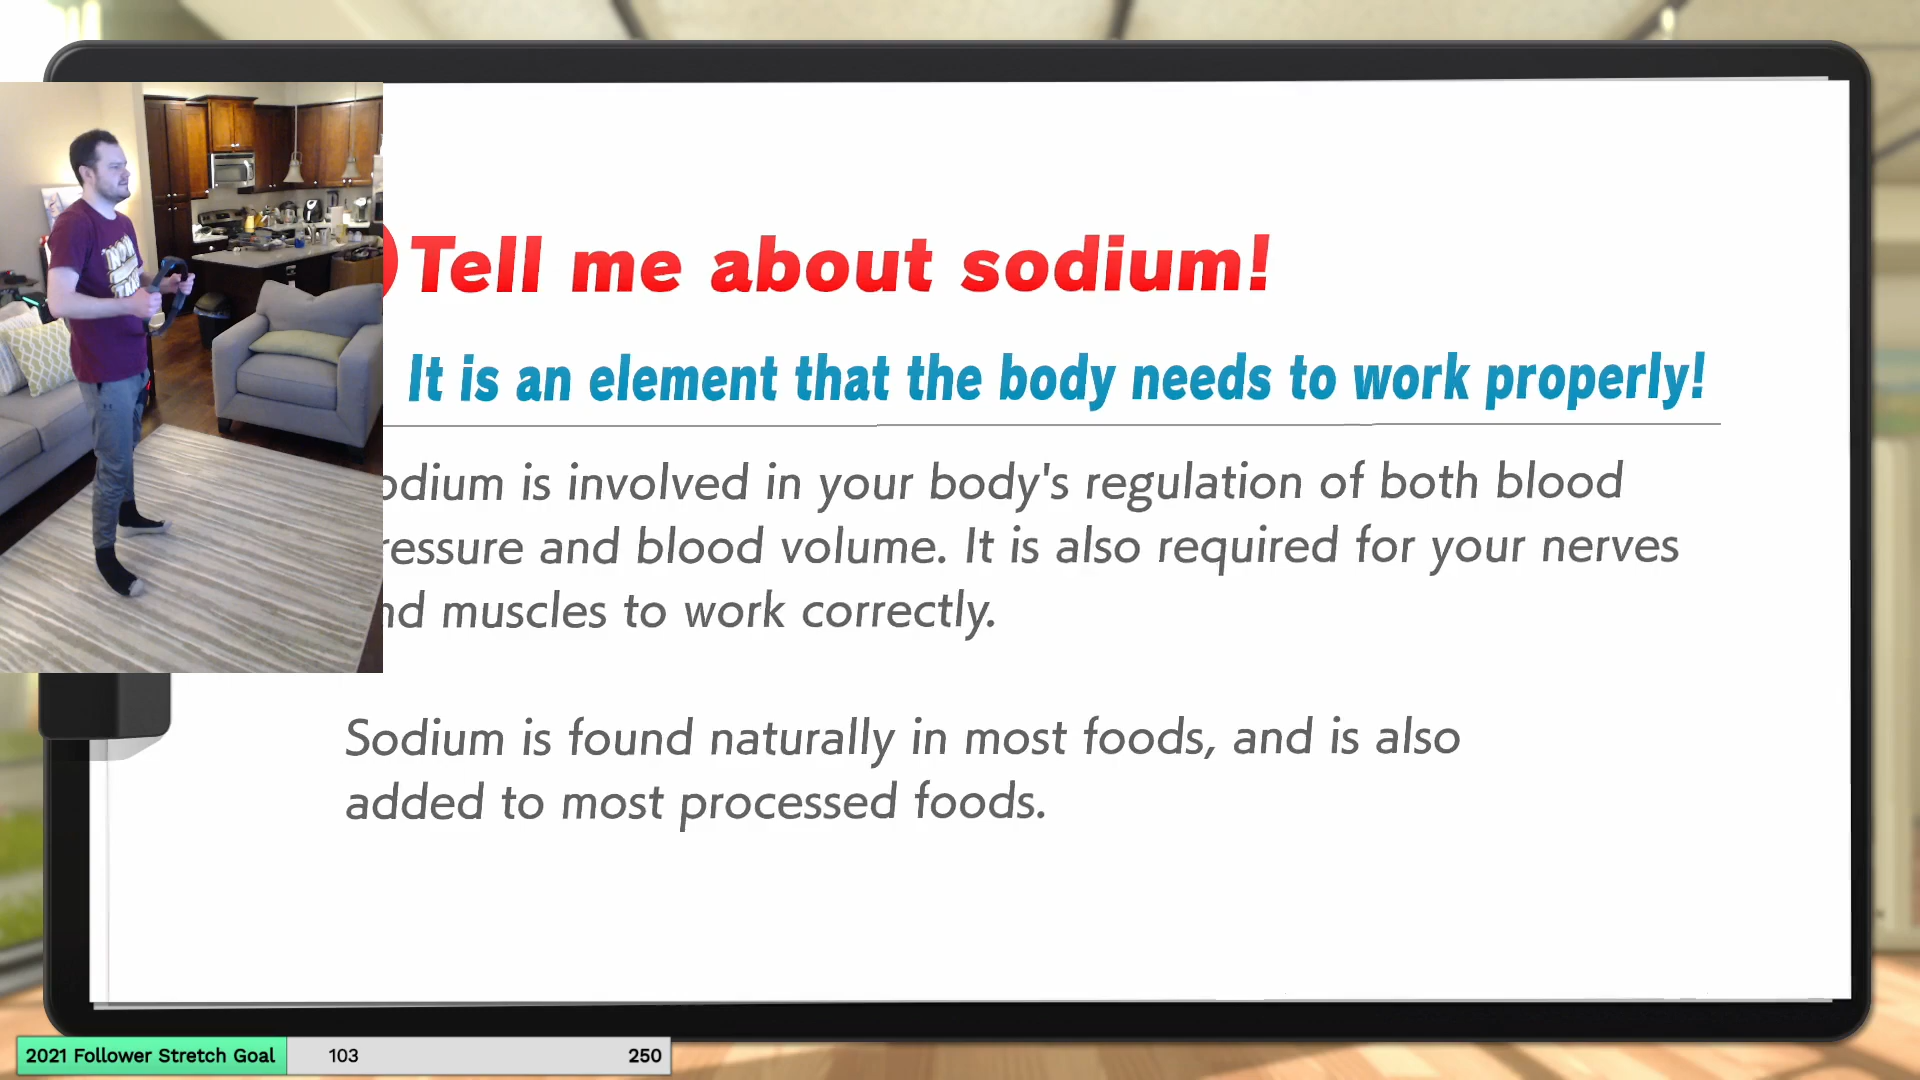 Tell me about sodium!
It is an element that the body needs to work properly!
odium is involved in your body's regulation of both blood
ressure and blood volume. It is also required for your nerves
nd muscles to work correctly.
Sodium is found naturally in most foods, and is also
added to most processed foods.
2021 Follower Stretch Goal 103 250